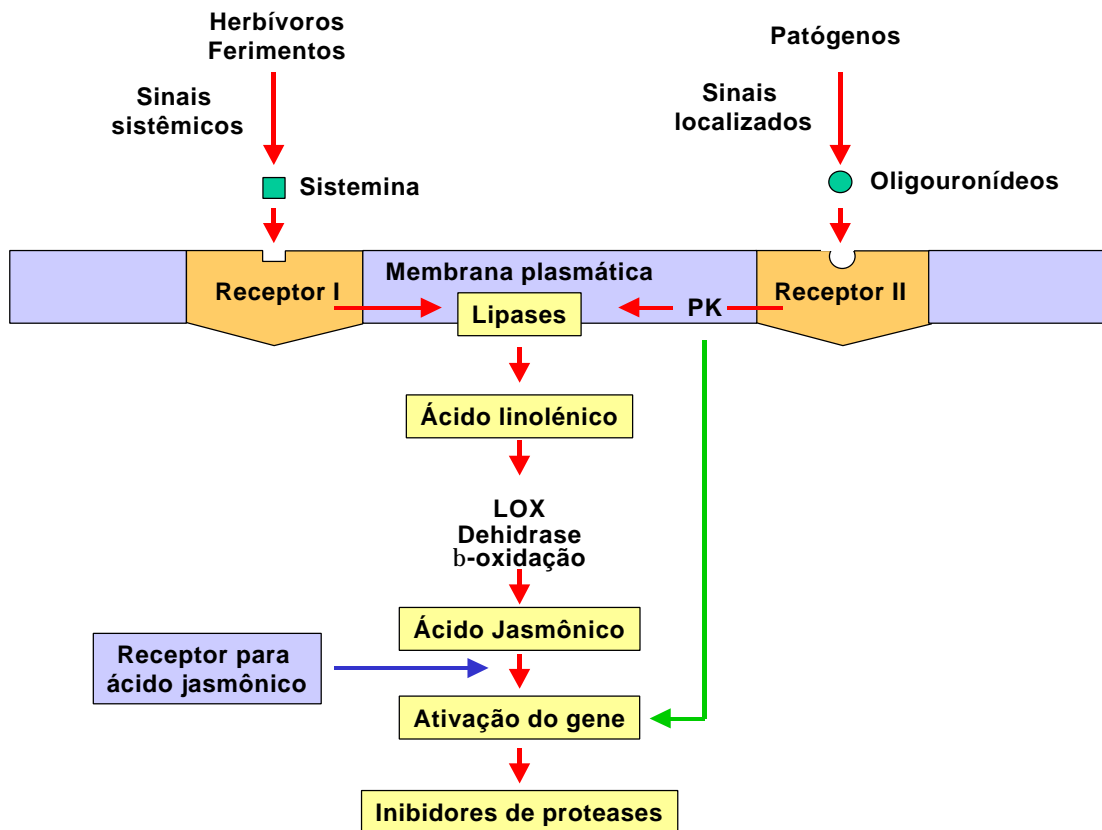 Herbívoros
Ferimentos
Patógenos
Sinais
sistêmicos
Sinais
localizados
Sistemina
Oligouronídeos
Membrana plasmática
Receptor I
Receptor II
Lipases
PK
Ácido linolénico
LOX
Dehidrase
b-oxidação
Ácido Jasmônico
Receptor para
ácido jasmônico
Ativação do gene
Inibidores de proteases